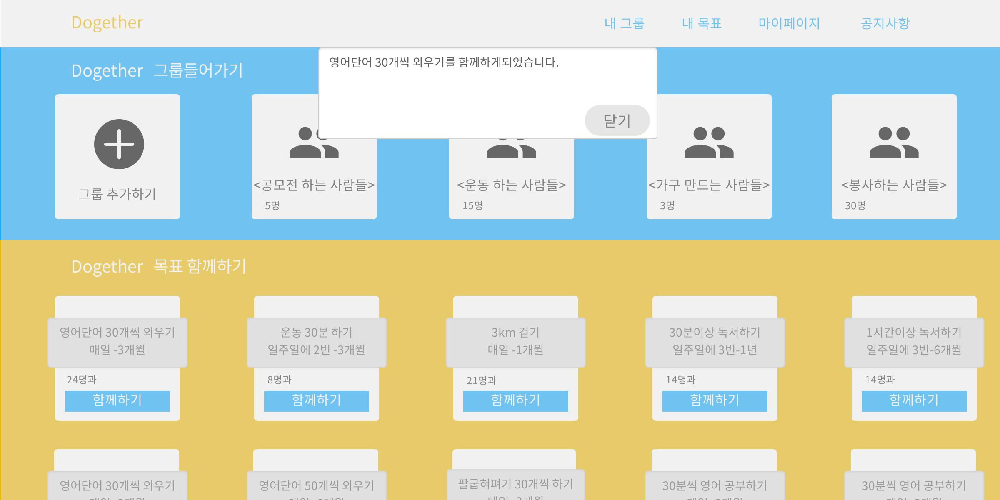 Dogether 내 그룹 내 목표 마이페이지 공지사항
영어단어 30개씩 외우기를 함께하게되었습니다.
닫기
Dogether 그룹들어가기
그룹 추가하기
<공모전 하는 사람들>
5명
<운동 하는 사람들>
15명
<가구 만드는 사람들>
3명
<봉사하는 사람들>
30명
Dogether 목표 함께하기
영어단어 30개씩 외우기
매일 -3개월
24명과
함께하기
운동 30분 하기
일주일에 2번 -3개월
8명과
함께하기
3km 걷기
매일 -1개월
21명과
함께하기
30분이상 독서하기
일주일에 3번-1년
14명과
함께하기
1시간이상 독서하기
일주일에 3번-6개월
14명과
함께하기
영어단어 30개씩 외우기
영어단어 50개씩 외우기
팔굽혀펴기 30개씩 하기
30분씩 영어 공부하기
30분씩 영어 공부하기